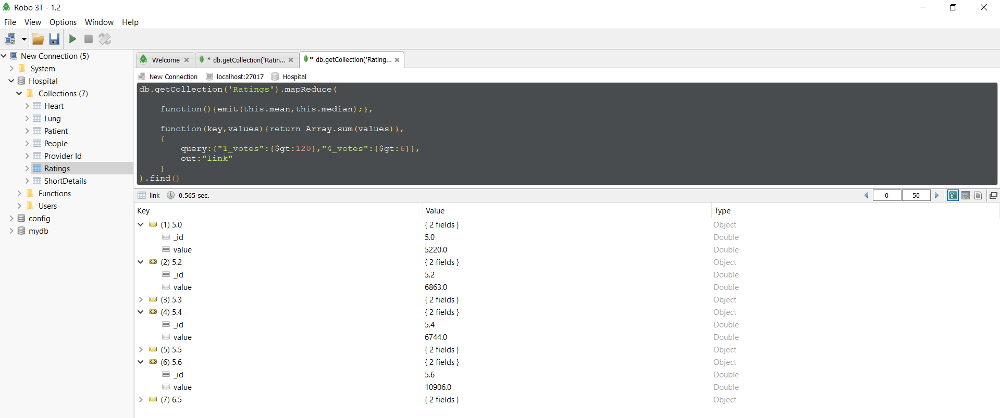 Robo 3T - 1.2
File View Options Window Help
New Connection (5)
System
Hospital
Collections (7)
Heart
Lung
Patient
People
Provider Id
Ratings
ShortDetails
Functions
Users
config
mydb
Welcome * db.getCollection('Ratin... * db.getCollection('Rating...
New Connection localhost:27017 Hospital
db.getCollection('Ratings').mapReduce(
function(){emit(this.mean,this.median);},
function(key,values){return Array.sum(values)},
{
query:{"1_votes":{$gt:120},"4_votes":{$gt:6}},
out:"link"
}
).find()
link 0.565 sec. 0 50
Key Value Type
(1) 5.0 { 2 fields } Object
_id 5.0 Double
value 5220.0 Double
(2) 5.2 { 2 fields } Object
_id 5.2 Double
value 6863.0 Double
(3) 5.3 { 2 fields } Object
(4) 5.4 { 2 fields } Object
_id 5.4 Double
value 6744.0 Double
(5) 5.5 { 2 fields } Object
(6) 5.6 { 2 fields } Object
_id 5.6 Double
value 10906.0 Double
(7) 6.5 { 2 fields } Object